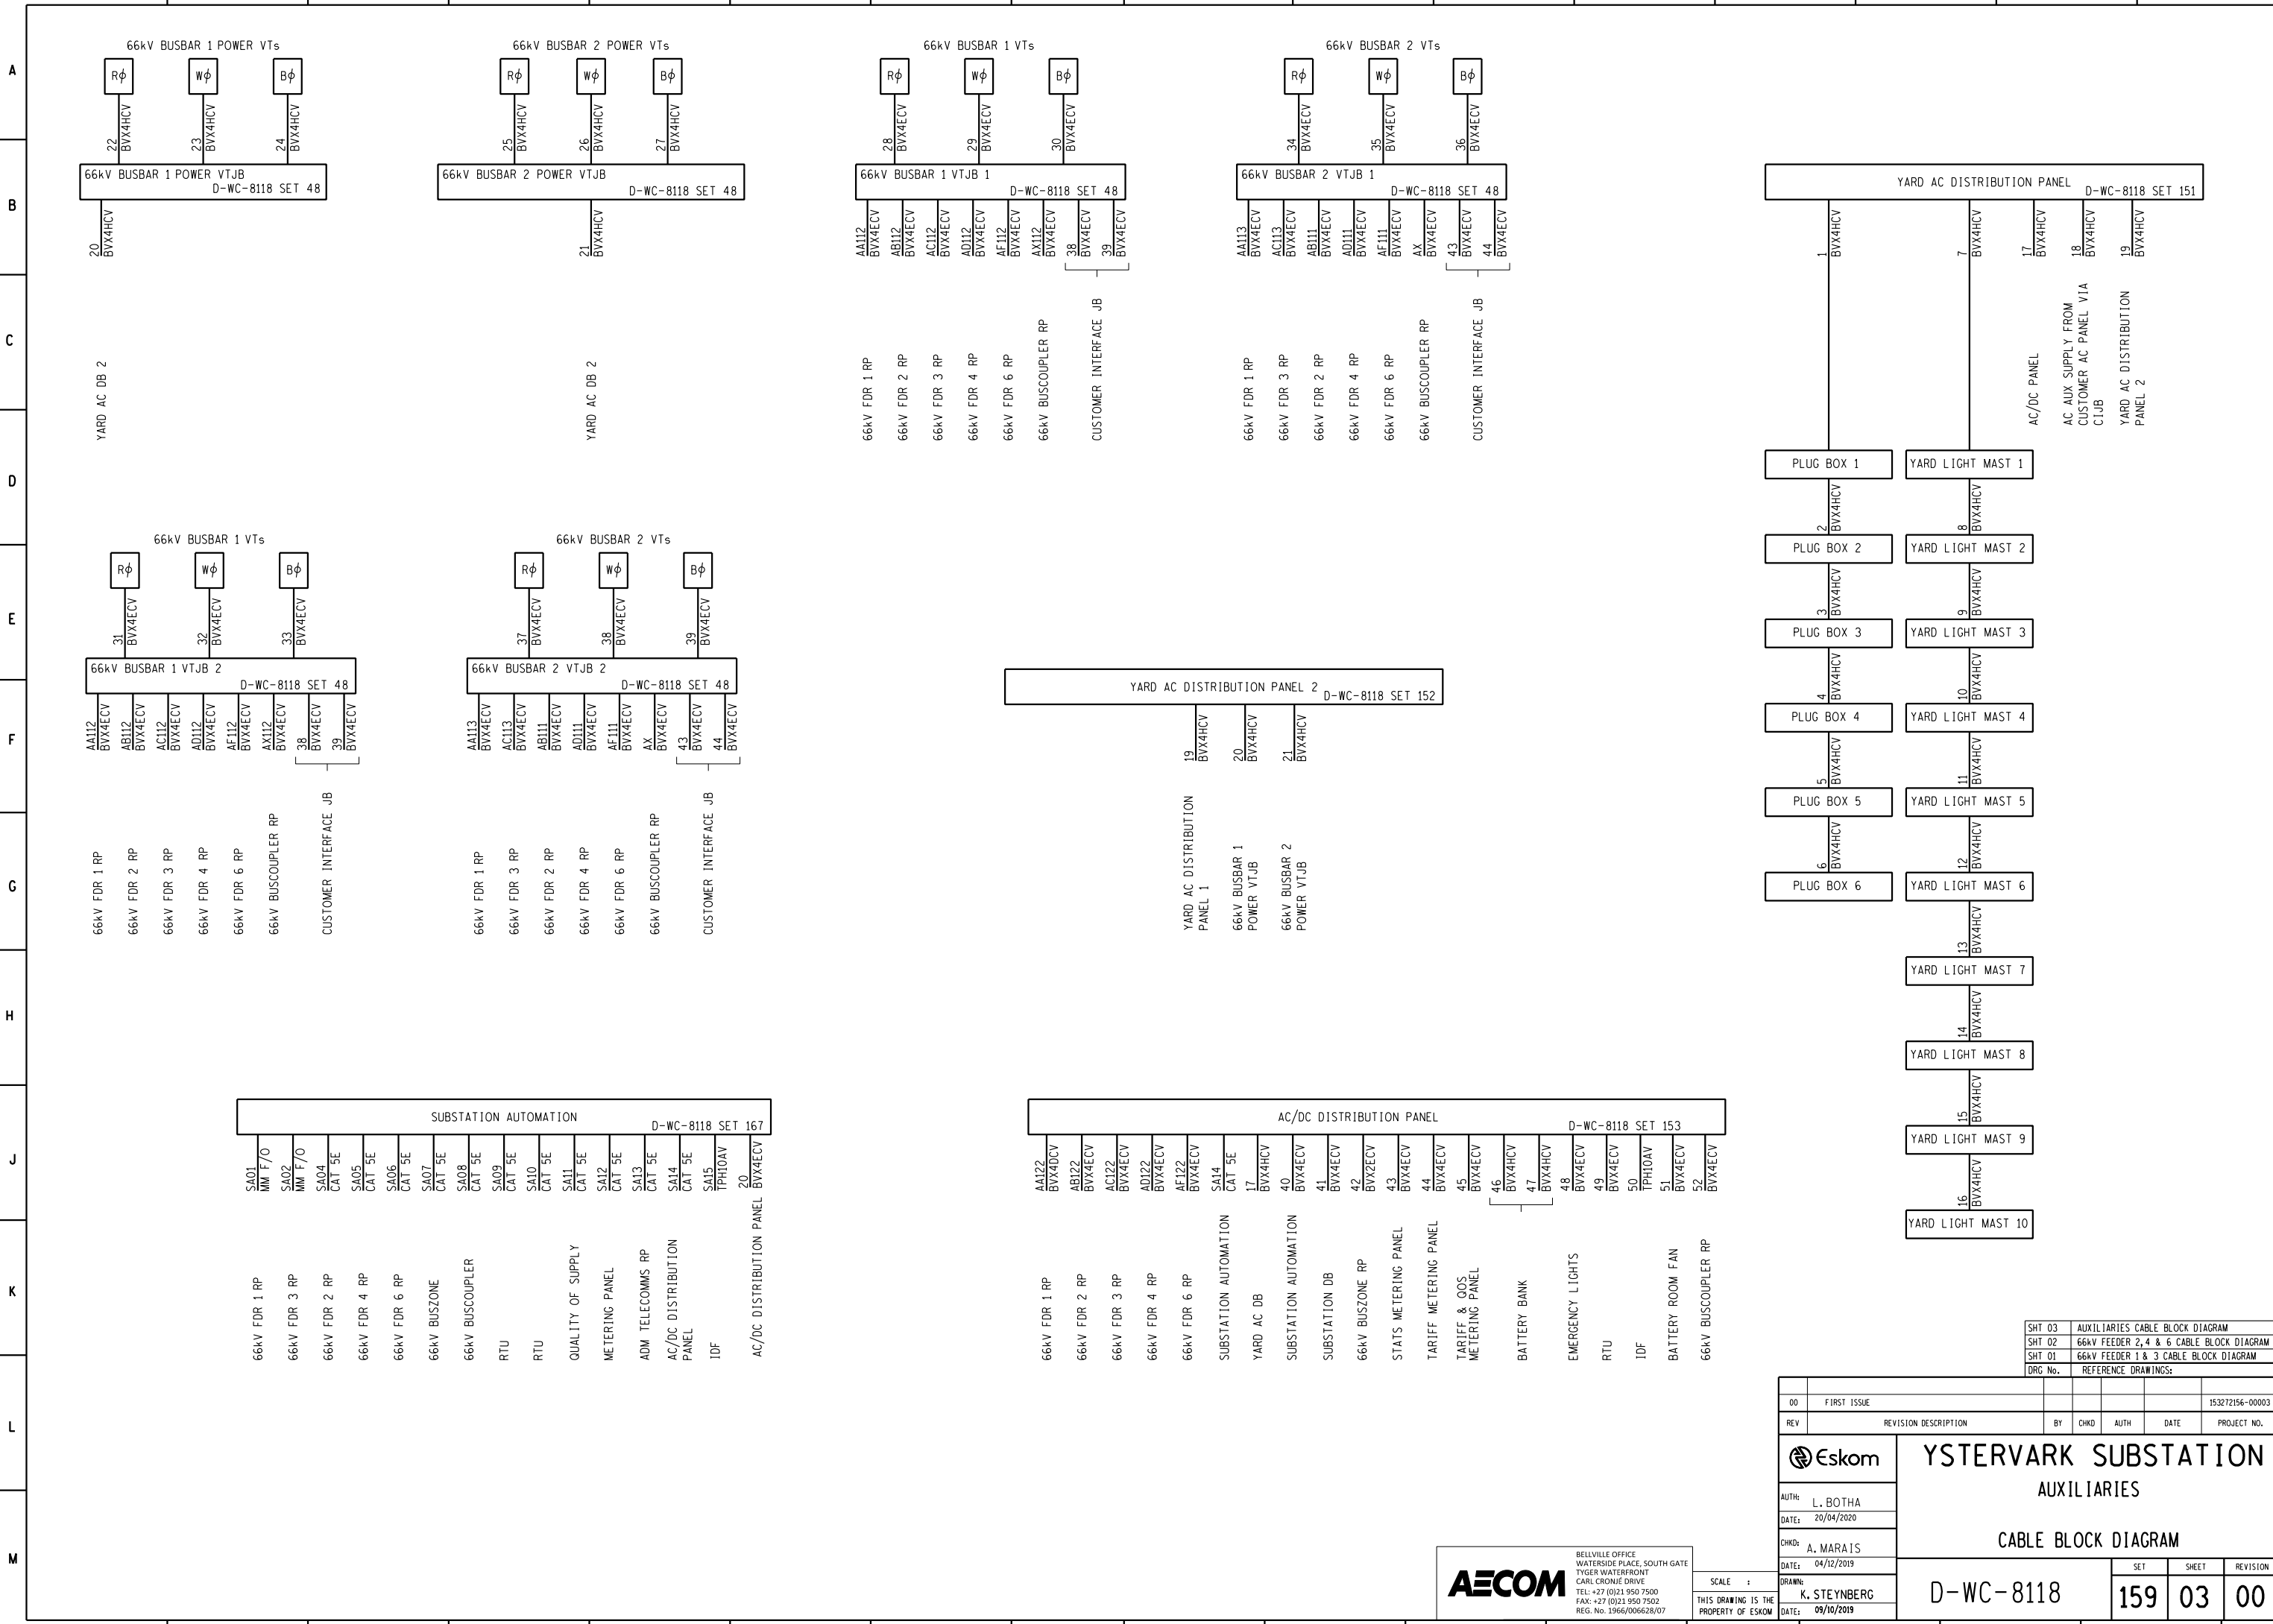 A
B
C
D
E
F
G
H
J
K
L
M
66kV BUSBAR 1 POWER VTs
RØ
WØ
BØ
22
BVX4HCV
23
BVX4HCV
24
BVX4HCV
66kV BUSBAR 1 POWER VTJB
D-WC-8118 SET 48
20
BVX4HCV
YARD AC DB 2
66kV BUSBAR 2 POWER VTs
RØ
WØ
BØ
25
BVX4HCV
26
BVX4HCV
27
BVX4HCV
66kV BUSBAR 2 POWER VTJB
D-WC-8118 SET 48
21
BVX4HCV
YARD AC DB 2
66kV BUSBAR 1 VTs
RØ
WØ
BØ
28
BVX4ECV
29
BVX4ECV
30
BVX4ECV
66kV BUSBAR 1 VTJB 1
D-WC-8118 SET 48
AA112
BVX4ECV
AB112
BVX4ECV
AC112
BVX4ECV
AD112
BVX4ECV
AF112
BVX4ECV
AX112
BVX4ECV
38
BVX4ECV
39
BVX4ECV
66kV FDR 1 RP
66kV FDR 2 RP
66kV FDR 3 RP
66kV FDR 4 RP
66kV FDR 6 RP
66kV BUSCOUPLER RP
CUSTOMER INTERFACE JB
66kV BUSBAR 2 VTs
RØ
WØ
BØ
34
BVX4ECV
35
BVX4ECV
36
BVX4ECV
66kV BUSBAR 2 VTJB 1
D-WC-8118 SET 48
AA113
BVX4ECV
AC113
BVX4ECV
AB111
BVX4ECV
AD111
BVX4ECV
AF111
BVX4ECV
AX
BVX4ECV
43
BVX4ECV
44
BVX4ECV
66kV FDR 1 RP
66kV FDR 3 RP
66kV FDR 2 RP
66kV FDR 4 RP
66kV FDR 6 RP
66kV BUSCOUPLER RP
CUSTOMER INTERFACE JB
YARD AC DISTRIBUTION PANEL
D-WC-8118 SET 151
1
BVX4HCV
7
BVX4HCV
17
BVX4HCV
18
BVX4HCV
19
BVX4HCV
AC/DC PANEL
AC AUX SUPPLY FROM
CUSTOMER AC PANEL VIA
CIJB
YARD AC DISTRIBUTION
PANEL 2
PLUG BOX 1
2
BVX4HCV
PLUG BOX 2
3
BVX4HCV
PLUG BOX 3
4
BVX4HCV
PLUG BOX 4
5
BVX4HCV
PLUG BOX 5
6
BVX4HCV
PLUG BOX 6
YARD LIGHT MAST 1
8
BVX4HCV
YARD LIGHT MAST 2
9
BVX4HCV
YARD LIGHT MAST 3
10
BVX4HCV
YARD LIGHT MAST 4
11
BVX4HCV
YARD LIGHT MAST 5
12
BVX4HCV
YARD LIGHT MAST 6
13
BVX4HCV
YARD LIGHT MAST 7
14
BVX4HCV
YARD LIGHT MAST 8
15
BVX4HCV
YARD LIGHT MAST 9
16
BVX4HCV
YARD LIGHT MAST 10
66kV BUSBAR 1 VTs
RØ
WØ
BØ
31
BVX4ECV
32
BVX4ECV
33
BVX4ECV
66kV BUSBAR 1 VTJB 2
D-WC-8118 SET 48
AA112
BVX4ECV
AB112
BVX4ECV
AC112
BVX4ECV
AD112
BVX4ECV
AF112
BVX4ECV
AX112
BVX4ECV
38
BVX4ECV
39
BVX4ECV
66kV FDR 1 RP
66kV FDR 2 RP
66kV FDR 3 RP
66kV FDR 4 RP
66kV FDR 6 RP
66kV BUSCOUPLER RP
CUSTOMER INTERFACE JB
66kV BUSBAR 2 VTs
RØ
WØ
BØ
37
BVX4ECV
38
BVX4ECV
39
BVX4ECV
66kV BUSBAR 2 VTJB 2
D-WC-8118 SET 48
AA113
BVX4ECV
AC113
BVX4ECV
AB111
BVX4ECV
AD111
BVX4ECV
AF111
BVX4ECV
AX
BVX4ECV
43
BVX4ECV
44
BVX4ECV
66kV FDR 1 RP
66kV FDR 3 RP
66kV FDR 2 RP
66kV FDR 4 RP
66kV FDR 6 RP
66kV BUSCOUPLER RP
CUSTOMER INTERFACE JB
YARD AC DISTRIBUTION PANEL 2
D-WC-8118 SET 152
19
BVX4HCV
20
BVX4HCV
21
BVX4HCV
YARD AC DISTRIBUTION
PANEL 1
66kV BUSBAR 1
POWER VTJB
66kV BUSBAR 2
POWER VTJB
SUBSTATION AUTOMATION
D-WC-8118 SET 167
SA01
MM F/O
SA02
MM F/O
SA04
CAT 5E
SA05
CAT 5E
SA06
CAT 5E
SA07
CAT 5E
SA08
CAT 5E
SA09
CAT 5E
SA10
CAT 5E
SA11
CAT 5E
SA12
CAT 5E
SA13
CAT 5E
SA14
CAT 5E
SA15
TPH10AV
20
BVX4ECV
66kV FDR 1 RP
66kV FDR 3 RP
66kV FDR 2 RP
66kV FDR 4 RP
66kV FDR 6 RP
66kV BUSZONE
66kV BUSCOUPLER
RTU
RTU
QUALITY OF SUPPLY
METERING PANEL
ADM TELECOMMS RP
AC/DC DISTRIBUTION
PANEL
IDF
AC/DC DISTRIBUTION PANEL
AC/DC DISTRIBUTION PANEL
D-WC-8118 SET 153
AA122
BVX4DCV
AB122
BVX4ECV
AC122
BVX4ECV
AD122
BVX4ECV
AF122
BVX4ECV
SA14
CAT 5E
17
BVX4HCV
40
BVX4ECV
41
BVX4ECV
42
BVX2ECV
43
BVX4ECV
44
BVX4ECV
45
BVX4ECV
46
BVX4HCV
47
BVX4HCV
48
BVX4ECV
49
BVX4ECV
50
TPH10AV
51
BVX4ECV
52
BVX4ECV
66kV FDR 1 RP
66kV FDR 2 RP
66kV FDR 3 RP
66kV FDR 4 RP
66kV FDR 6 RP
SUBSTATION AUTOMATION
YARD AC DB
SUBSTATION AUTOMATION
SUBSTATION DB
66kV BUSZONE RP
STATS METERING PANEL
TARIFF METERING PANEL
TARIFF & QOS
METERING PANEL
BATTERY BANK
EMERGENCY LIGHTS
RTU
IDF
BATTERY ROOM FAN
66kV BUSCOUPLER RP
SHT 03 AUXILIARIES CABLE BLOCK DIAGRAM
SHT 02 66kV FEEDER 2,4 & 6 CABLE BLOCK DIAGRAM
SHT 01 66kV FEEDER 1 & 3 CABLE BLOCK DIAGRAM
DRG No. REFERENCE DRAWINGS:
00 FIRST ISSUE 153272156-00003
REV REVISION DESCRIPTION BY CHKD AUTH DATE PROJECT NO.
Eskom
YSTERVARK SUBSTATION
AUXILIARIES
CABLE BLOCK DIAGRAM
AUTH: L. BOTHA
DATE: 20/04/2020
CHKD: A. MARAIS
DATE: 04/12/2019
DRAWN: K. STEYNBERG
DATE: 09/10/2019
D-WC-8118
SET SHEET REVISION
159 03 00
AECOM
BELLVILLE OFFICE
WATERSIDE PLACE, SOUTH GATE
TYGER WATERFRONT
CARL CRONJÉ DRIVE
TEL: +27 (0)21 950 7500
FAX: +27 (0)21 950 7502
REG. No. 1966/006628/07
SCALE :
THIS DRAWING IS THE
PROPERTY OF ESKOM